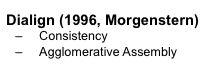 Dialign (1996, Morgenstern)
– Consistency
– Agglomerative Assembly